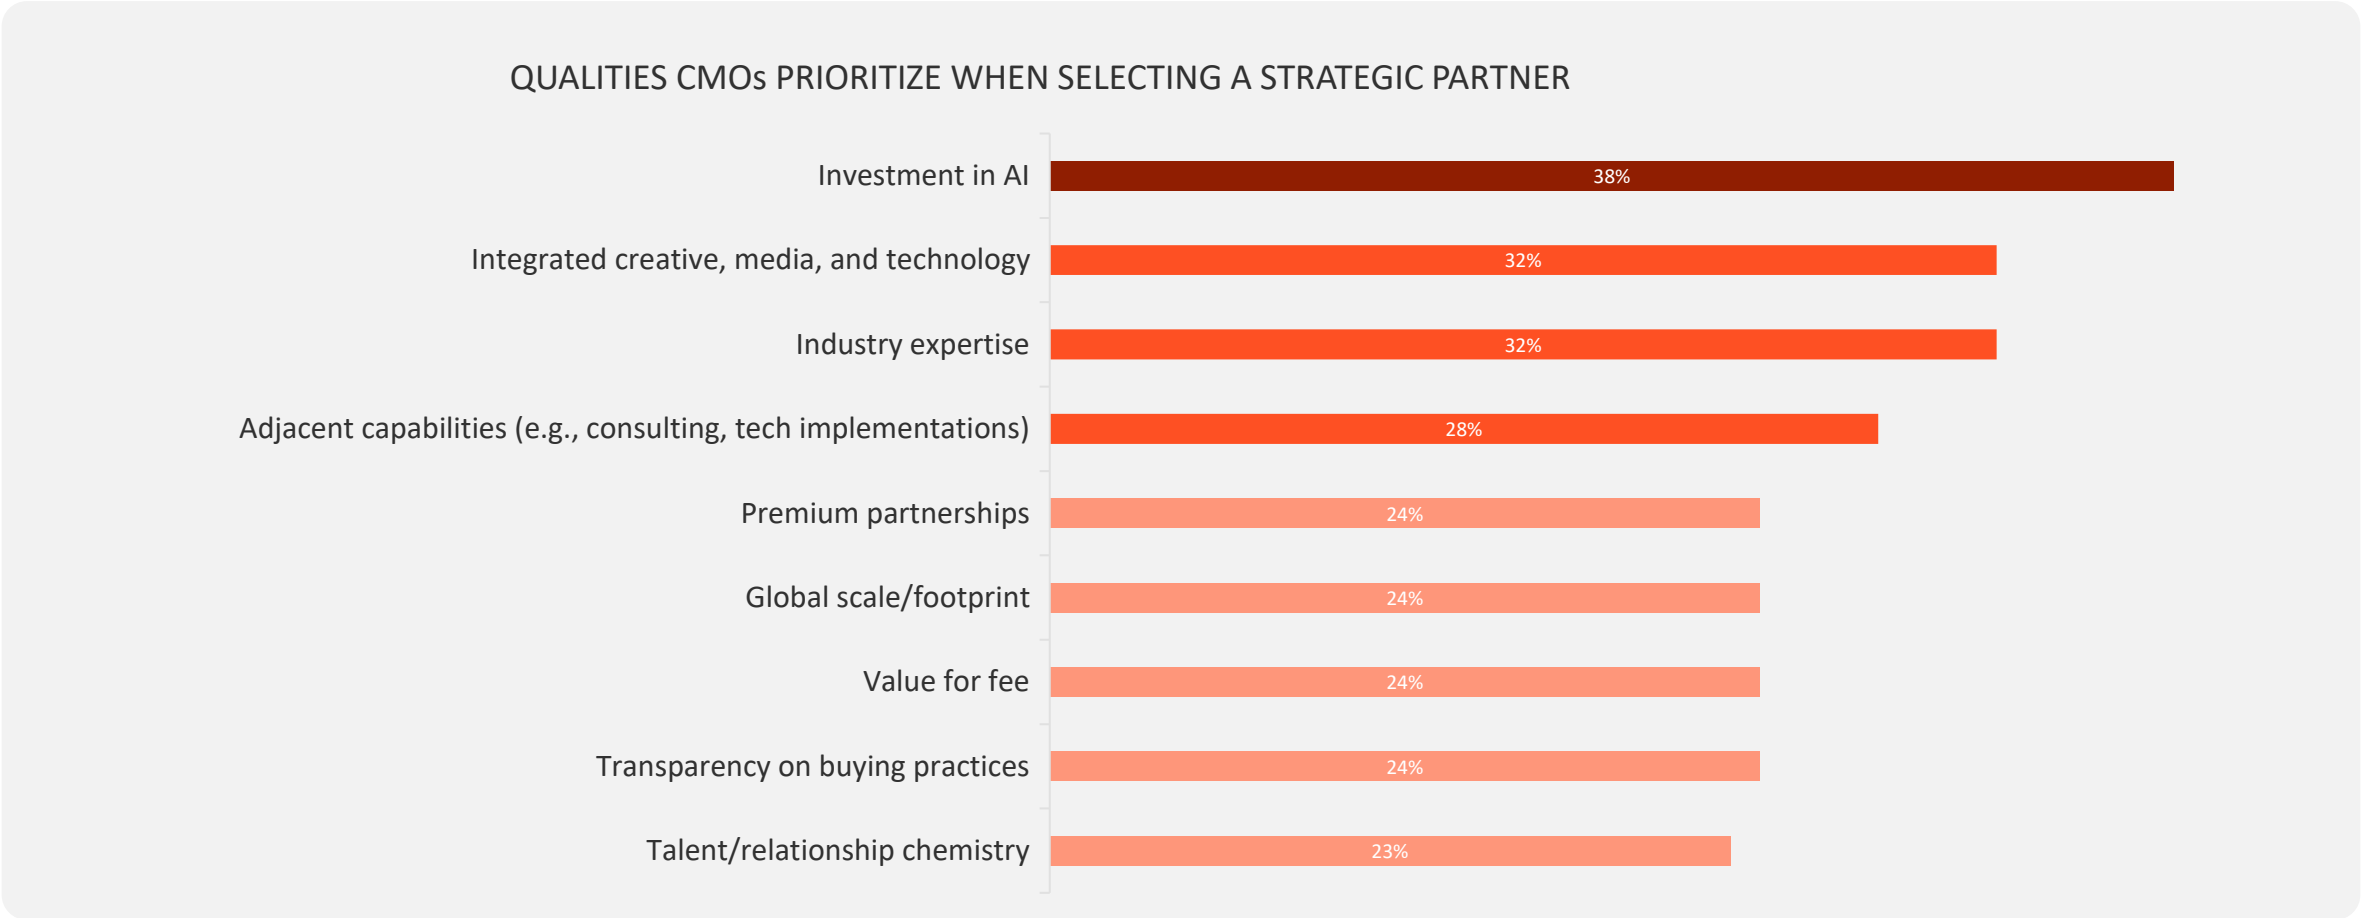 QUALITIES CMOs PRIORITIZE WHEN SELECTING A STRATEGIC PARTNER
Investment in AI 38%
Integrated creative, media, and technology 32%
Industry expertise 32%
Adjacent capabilities (e.g., consulting, tech implementations) 28%
Premium partnerships 24%
Global scale/footprint 24%
Value for fee 24%
Transparency on buying practices 24%
Talent/relationship chemistry 23%